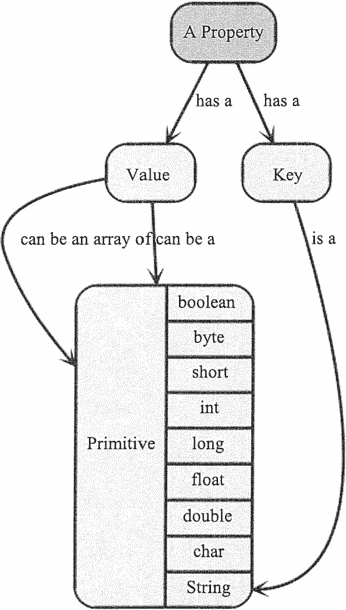 A Property
has a
has a
Value
Key
can be an array of
can be a
is a
Primitive
boolean
byte
short
int
long
float
double
char
String